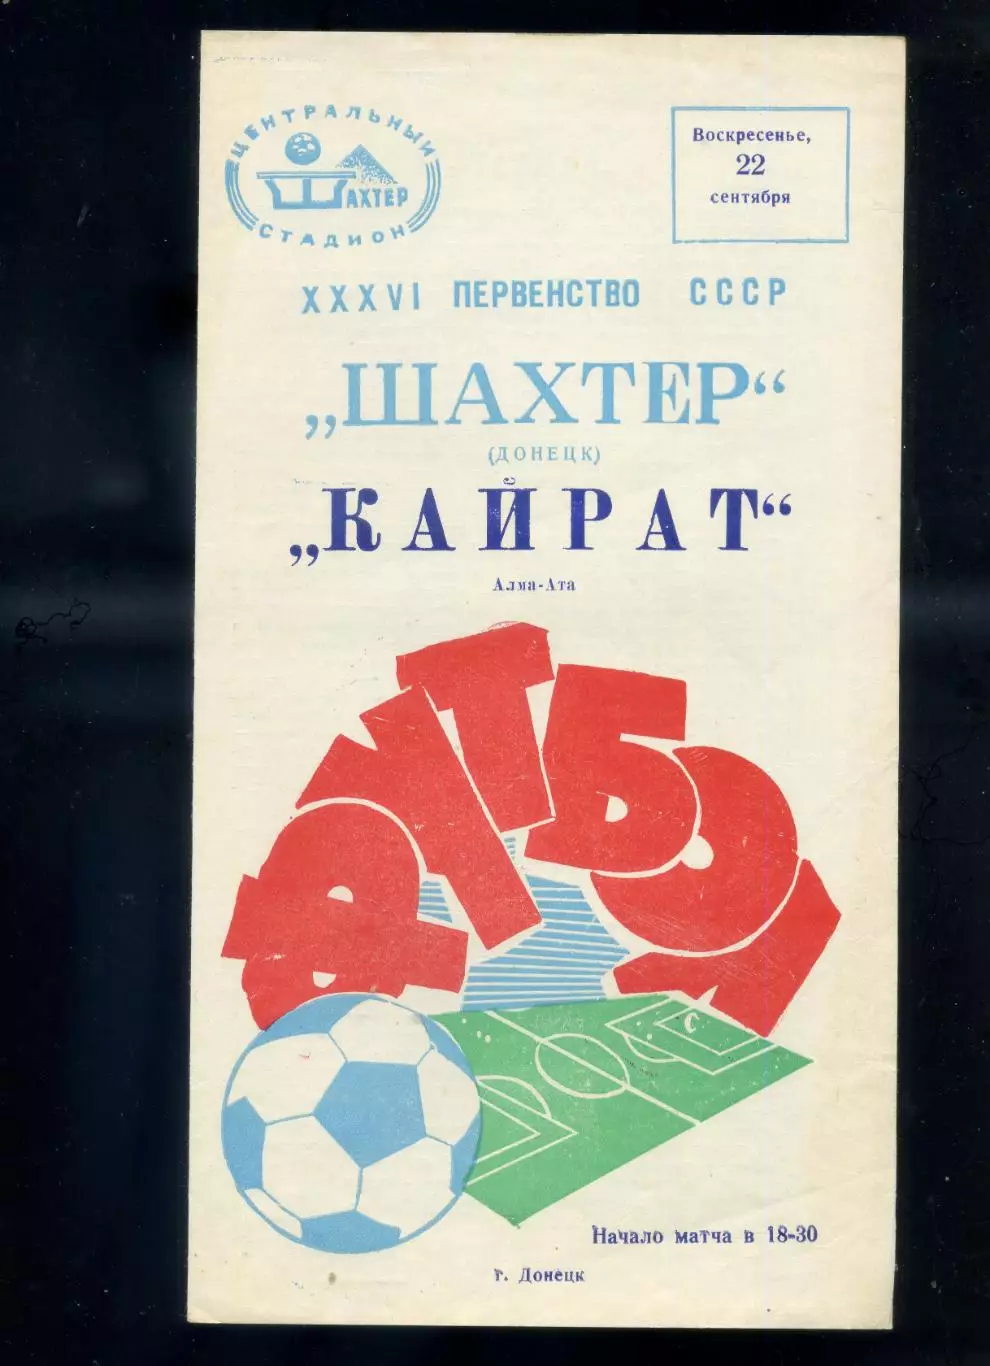 ЦЕНТРАЛЬНЫЙ
ШАХТЕР
СТАДИОН
Воскресенье,
22
сентября
XXXVI ПЕРВЕНСТВО СССР
„ШАХТЕР“
(ДОНЕЦК)
„КАЙРАТ“
Алма-Ата
ФУТБОЛ
Начало матча в 18-30
г. Донецк